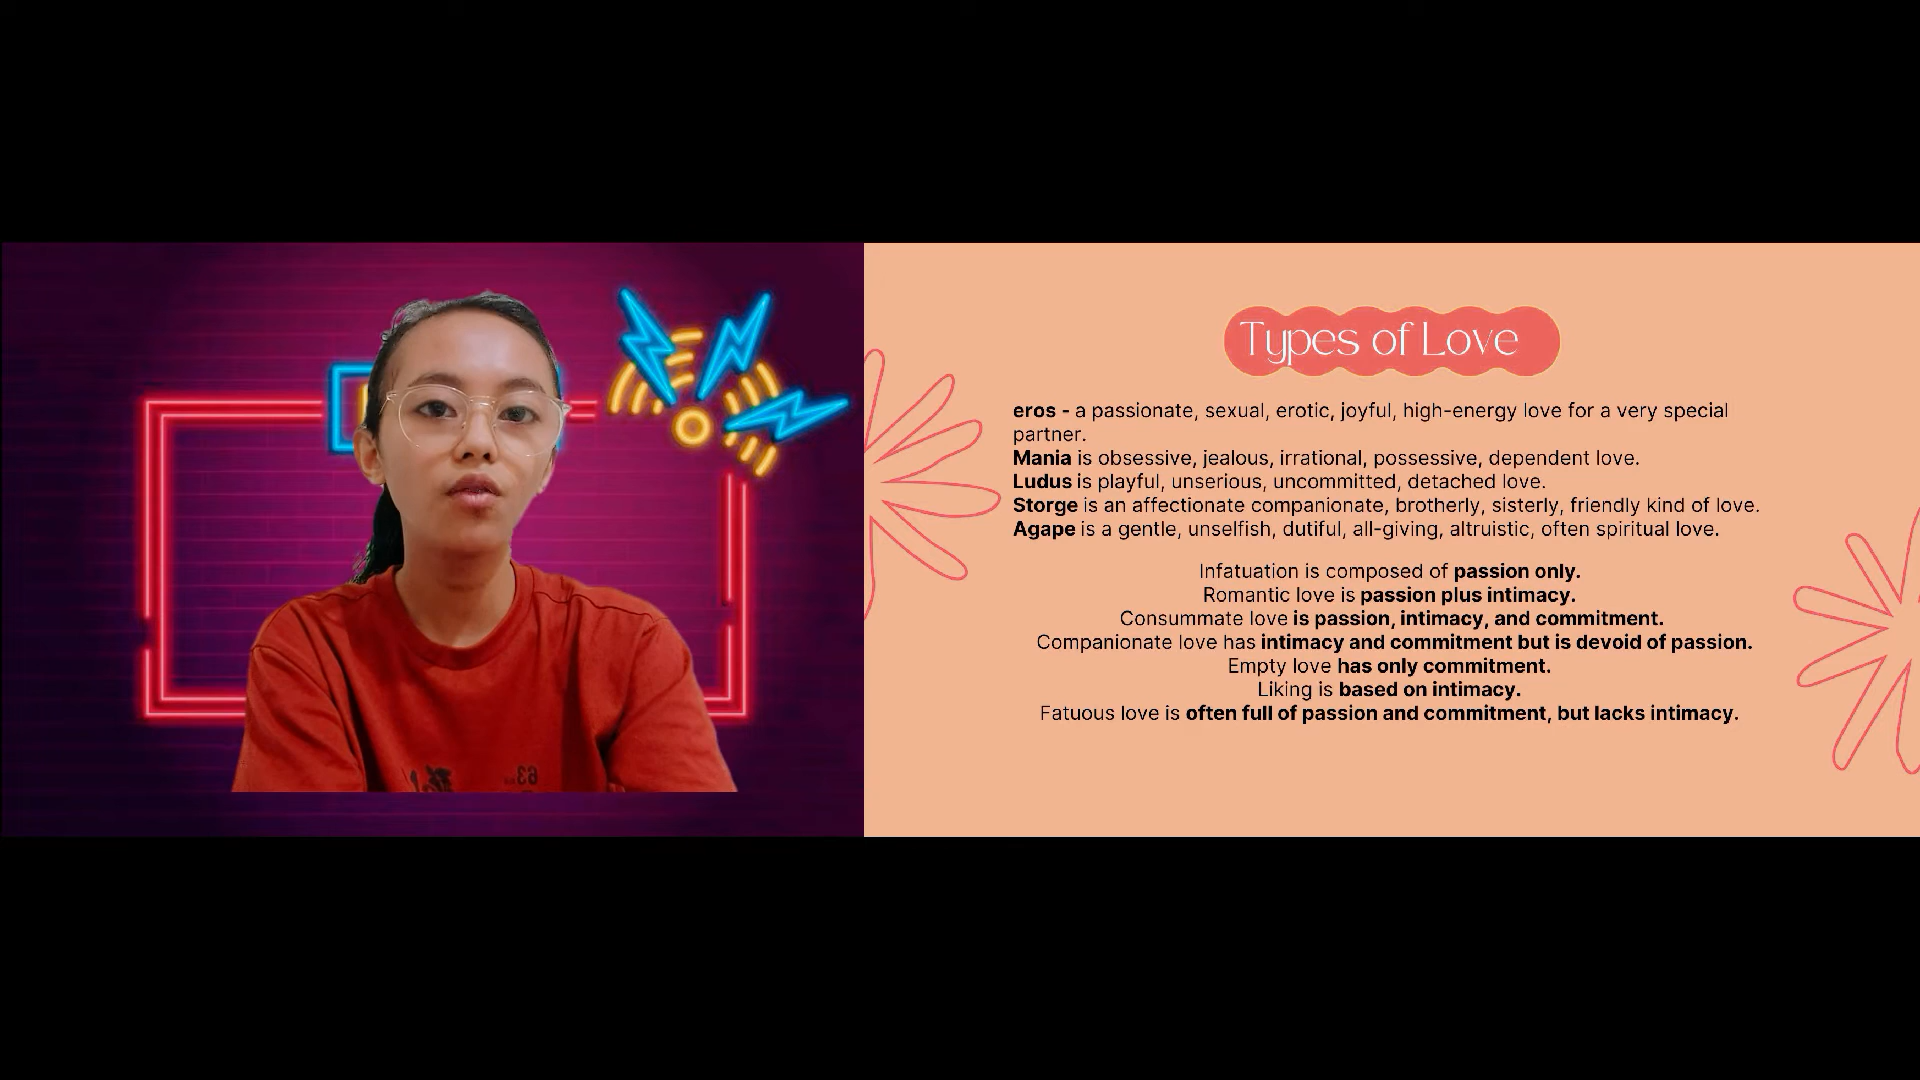 Types of Love
eros - a passionate, sexual, erotic, joyful, high-energy love for a very special
partner.
Mania is obsessive, jealous, irrational, possessive, dependent love.
Ludus is playful, unserious, uncommitted, detached love.
Storge is an affectionate companionate, brotherly, sisterly, friendly kind of love.
Agape is a gentle, unselfish, dutiful, all-giving, altruistic, often spiritual love.
Infatuation is composed of passion only.
Romantic love is passion plus intimacy.
Consummate love is passion, intimacy, and commitment.
Companionate love has intimacy and commitment but is devoid of passion.
Empty love has only commitment.
Liking is based on intimacy.
Fatuous love is often full of passion and commitment, but lacks intimacy.
63